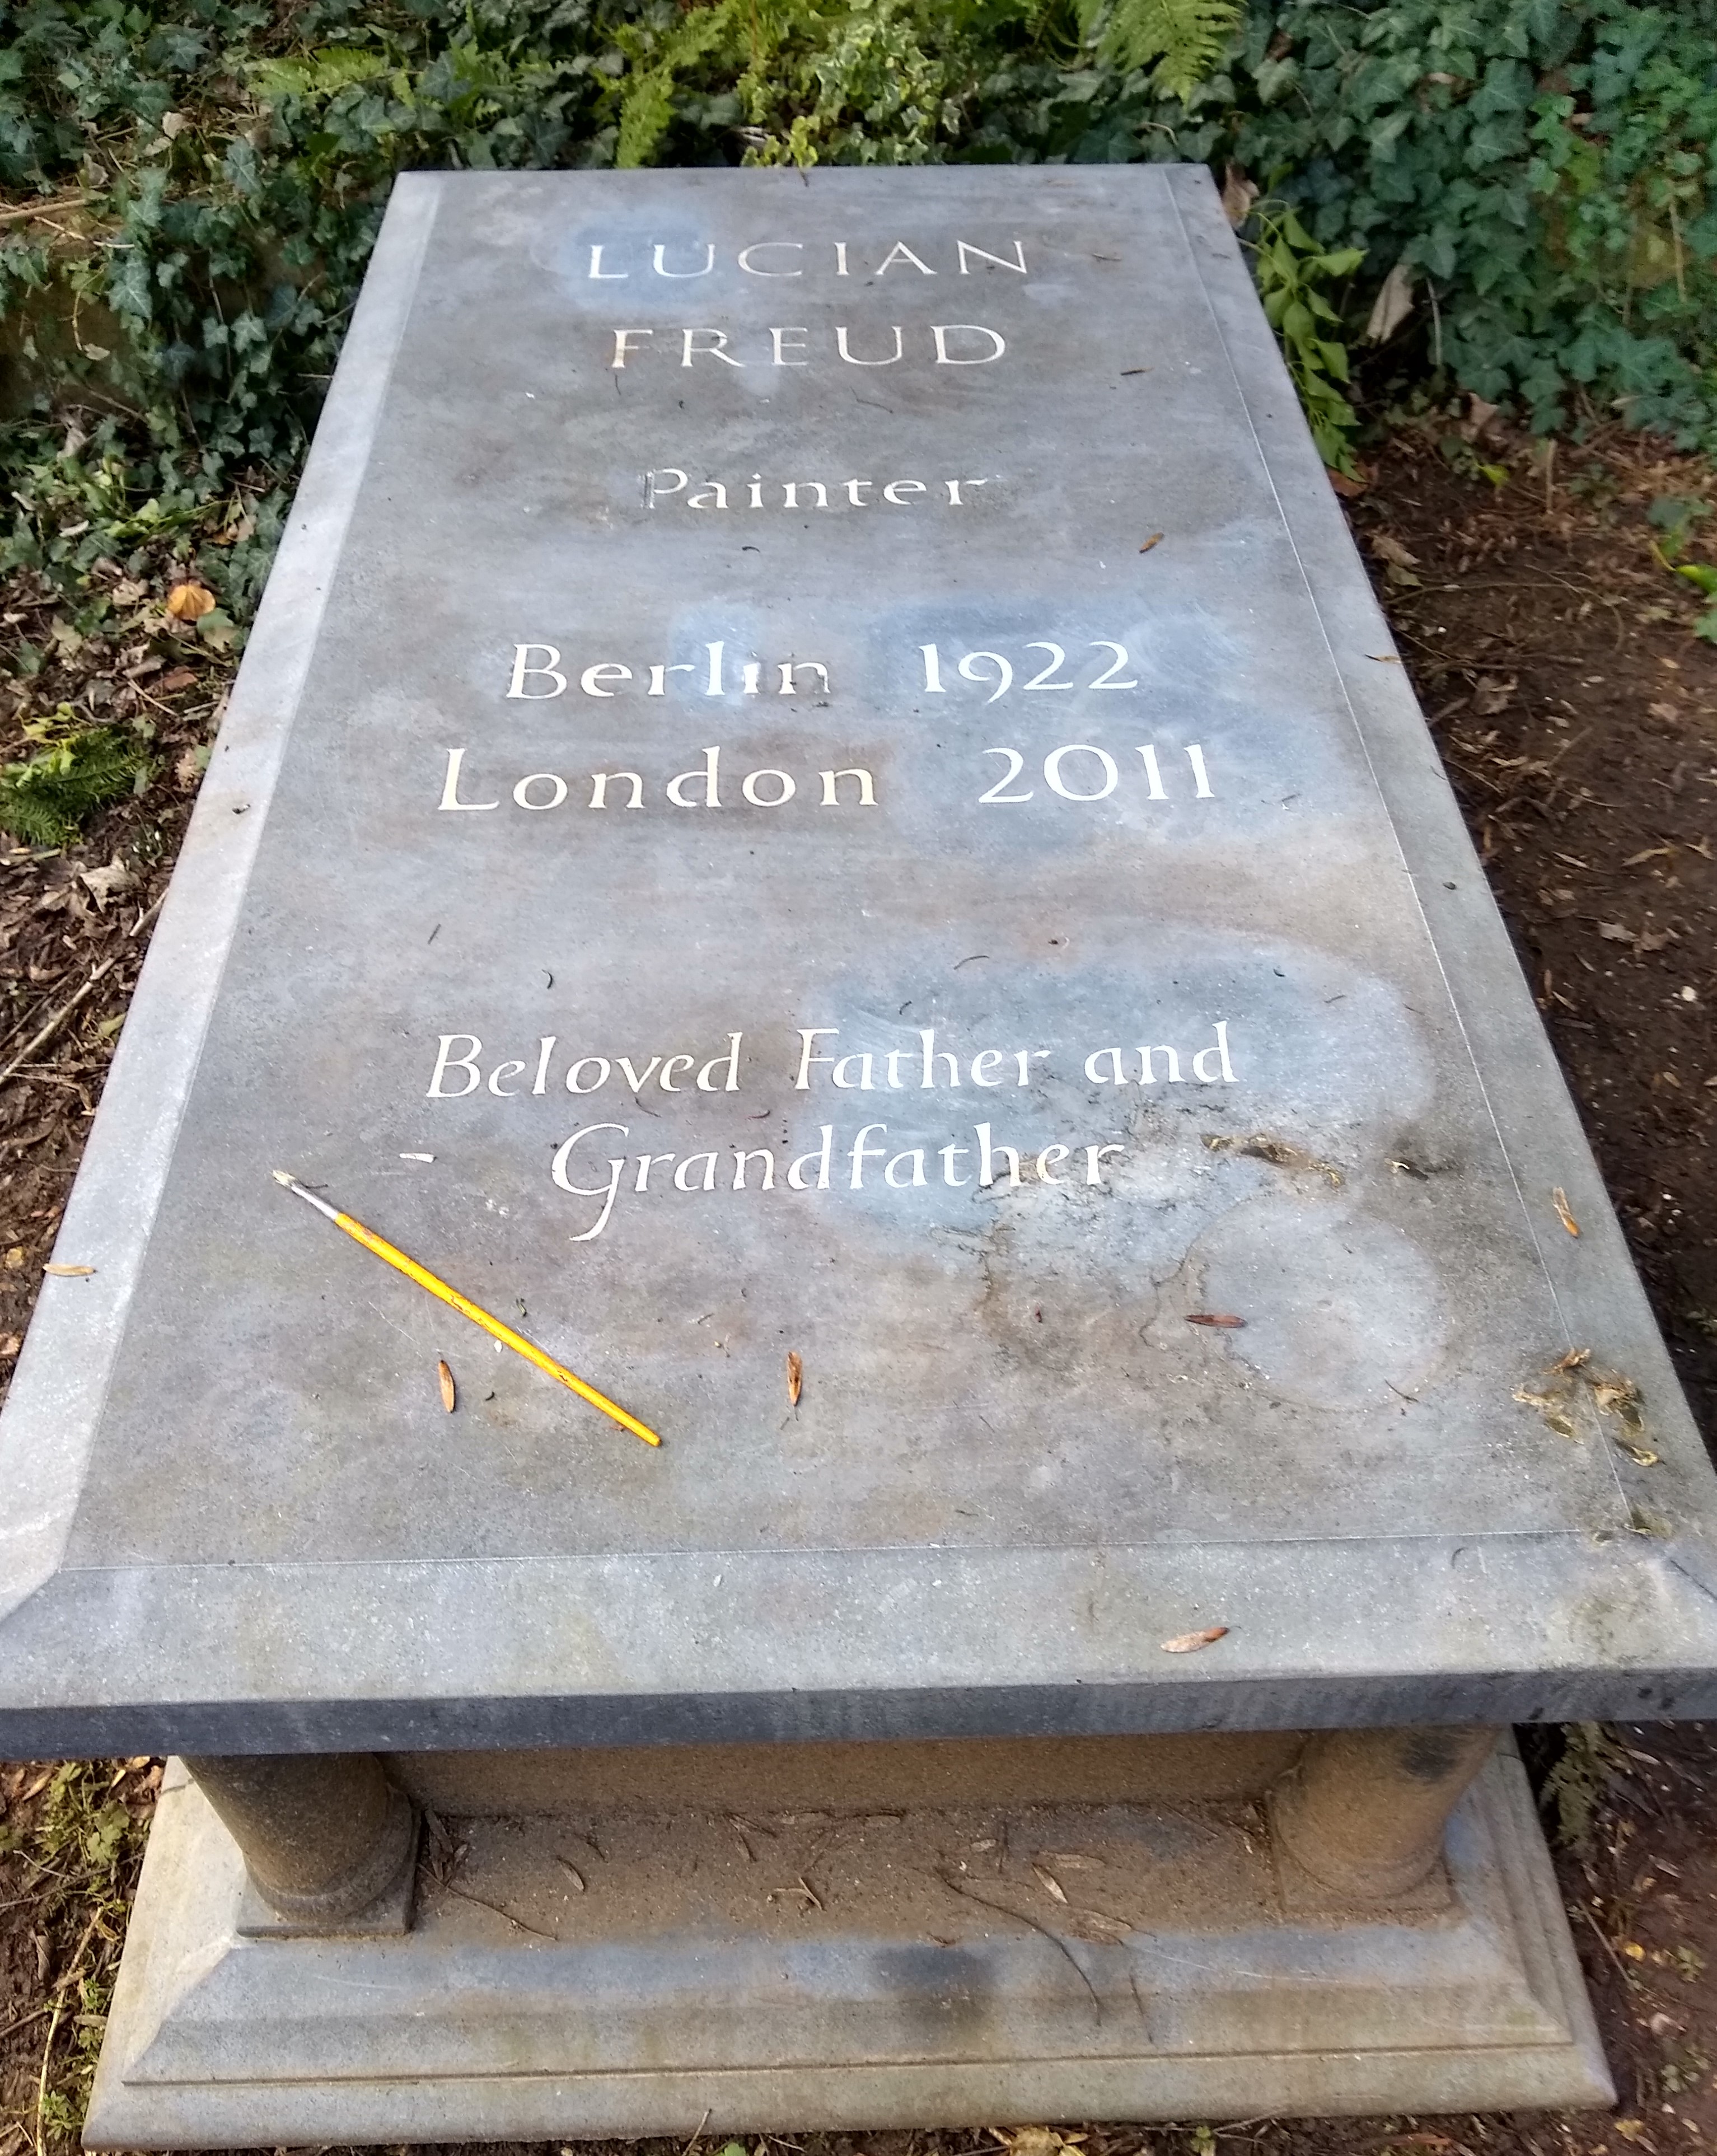 LUCIAN
FREUD
Painter
Berlin 1922
London 2011
Beloved Father and
Grandfather